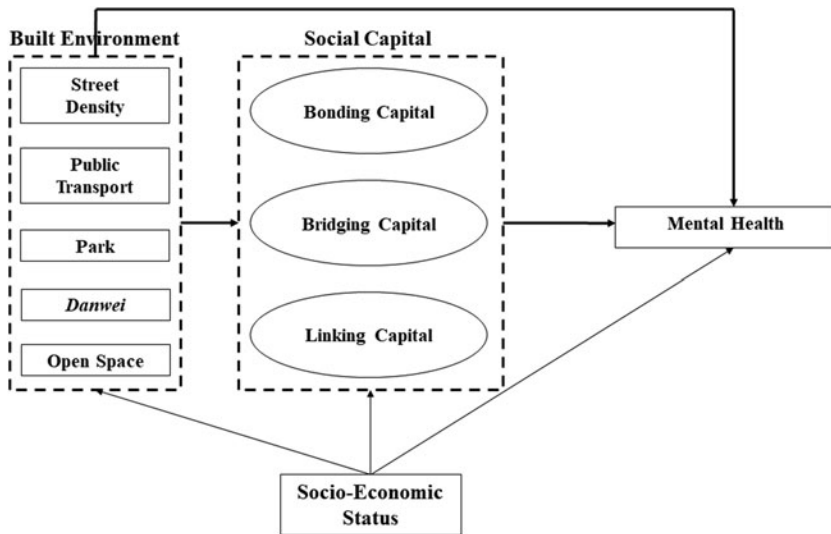 Built Environment
Social Capital
Street
Density
Public
Transport
Park
Danwei
Open Space
Bonding Capital
Bridging Capital
Linking Capital
Mental Health
Socio-Economic
Status